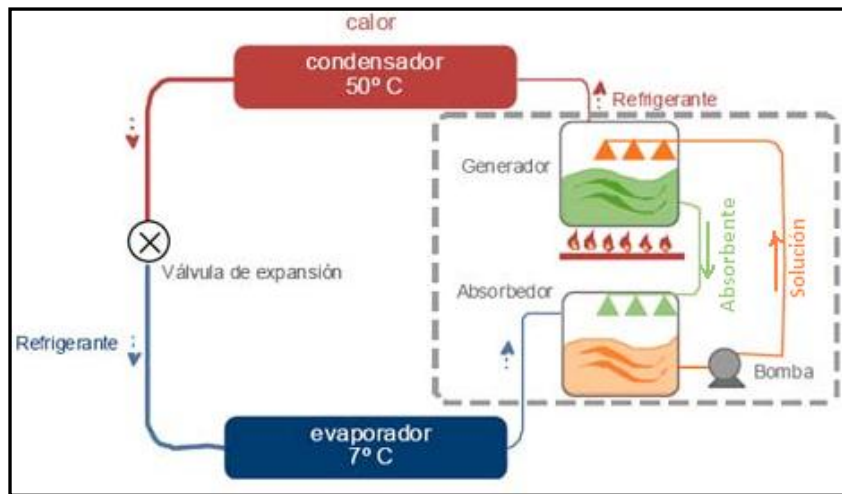 calor
condensador
50º C
Refrigerante
Generador
Absorbente
Solución
Válvula de expansión
Absorbedor
Refrigerante
Bomba
evaporador
7º C